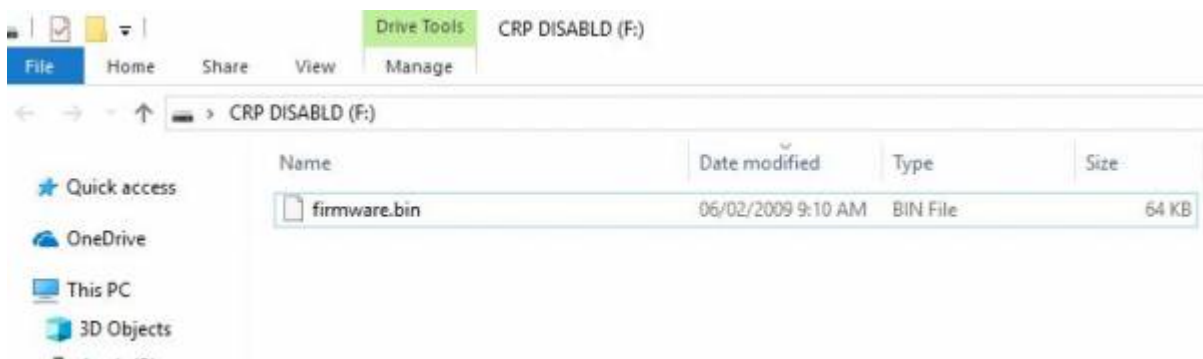 Drive Tools CRP DISABLD (F:)
File Home Share View Manage
CRP DISABLD (F:)
Name Date modified Type Size
Quick access
firmware.bin 06/02/2009 9:10 AM BIN File 64 KB
OneDrive
This PC
3D Objects